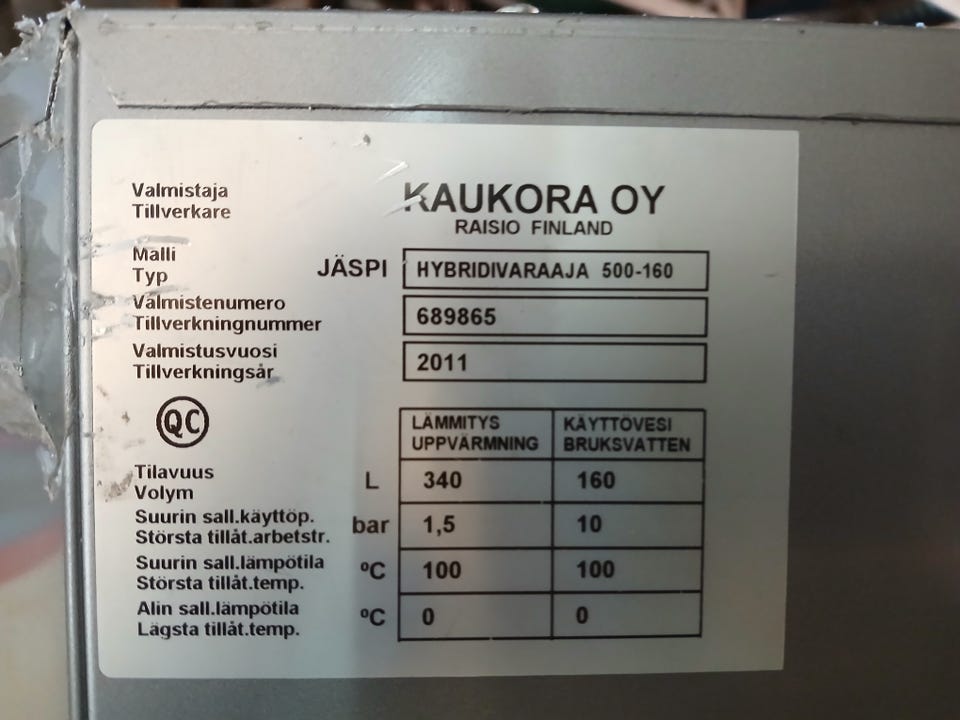 Valmistaja
Tillverkare
KAUKORA OY
RAISIO FINLAND
Malli
Typ
JÄSPI
HYBRIDIVARAAJA 500-160
Valmistenumero
Tillverkningnummer
689865
Valmistusvuosi
Tillverkningsår
2011
QC
LÄMMITYS
UPPVÄRMNING
KÄYTTÖVESI
BRUKSVATTEN
Tilavuus
Volym
L 340 160
Suurin sall.käyttöp.
Största tillåt.arbetstr.
bar 1,5 10
Suurin sall.lämpötila
Största tillåt.temp.
ºC 100 100
Alin sall.lämpötila
Lägsta tillåt.temp.
ºC 0 0